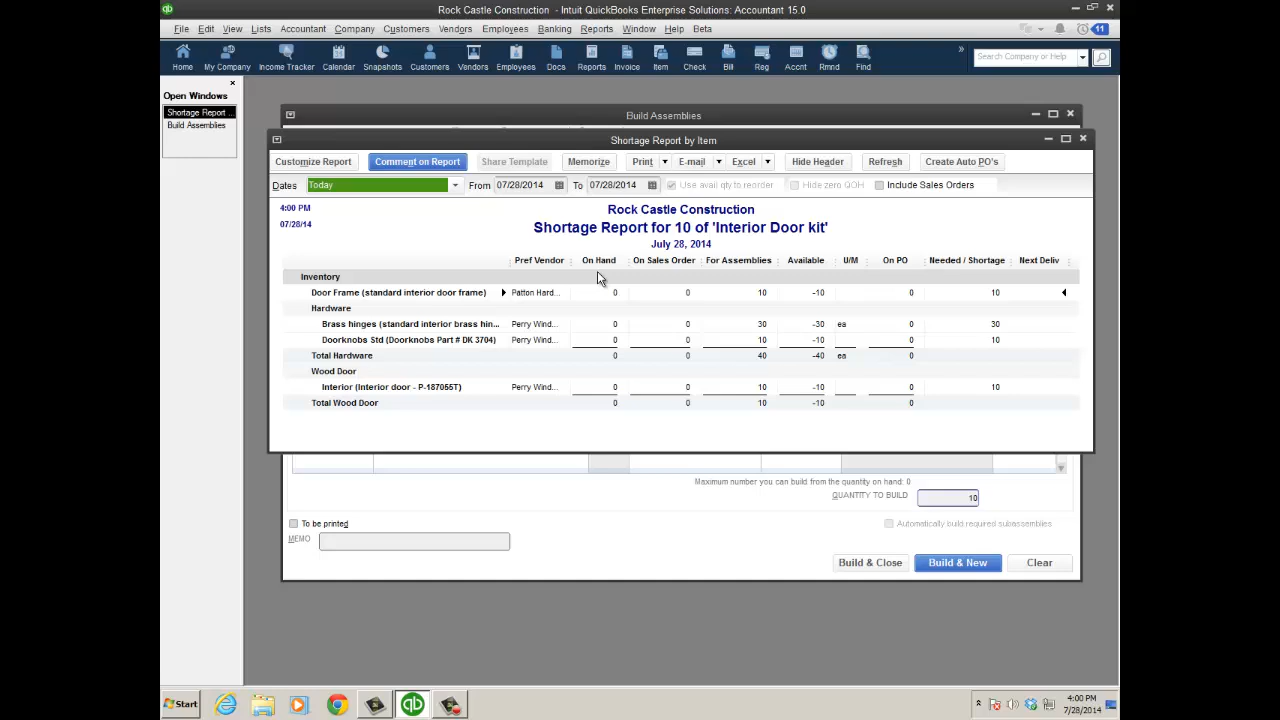 Rock Castle Construction - Intuit QuickBooks Enterprise Solutions: Accountant 15.0
File Edit View Lists Accountant Company Customers Vendors Employees Banking Reports Window Help Beta 11
Home My Company Income Tracker Calendar Snapshots Customers Vendors Employees Docs Reports Invoice Item Check Bill Reg Accnt Rmnd Find » Search Company or Help
Open Windows
Shortage Report ...
Build Assemblies
Build Assemblies
Shortage Report by Item
Customize Report Comment on Report Share Template Memorize Print E-mail Excel Hide Header Refresh Create Auto PO's
Dates Today From 07/28/2014 To 07/28/2014 Use avail qty to reorder Hide zero QOH Include Sales Orders
4:00 PM Rock Castle Construction
07/28/14 Shortage Report for 10 of 'Interior Door kit'
July 28, 2014
Pref Vendor On Hand On Sales Order For Assemblies Available U/M On PO Needed / Shortage Next Deliv
Inventory
Door Frame (standard interior door frame) Patton Hard... 0 0 10 -10 0 10
Hardware
Brass hinges (standard interior brass hin... Perry Wind... 0 0 30 -30 ea 0 30
Doorknobs Std (Doorknobs Part # DK 3704) Perry Wind... 0 0 10 -10 0 10
Total Hardware 0 0 40 -40 ea 0
Wood Door
Interior (Interior door - P-187055T) Perry Wind... 0 0 10 -10 0 10
Total Wood Door 0 0 10 -10 0
Maximum number you can build from the quantity on hand: 0
QUANTITY TO BUILD 10
To be printed Automatically build required subassemblies
MEMO
Build & Close Build & New Clear
Start qb 4:00 PM
7/28/2014